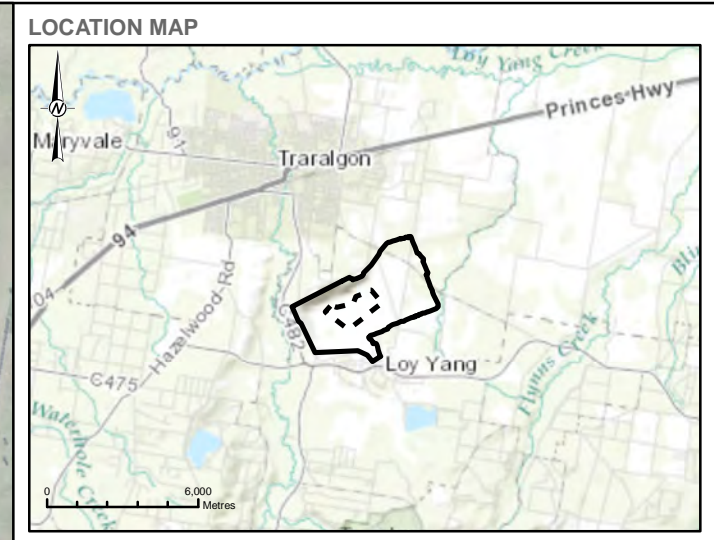 LOCATION MAP
N
Loy Yang Creek
Princes Hwy
Maryvale
91
Traralgon
94
04
Hazelwood-Rd
C482
Loy Yang
C475
Flynns Creek
Waterhole Creek
0 6,000
Metres